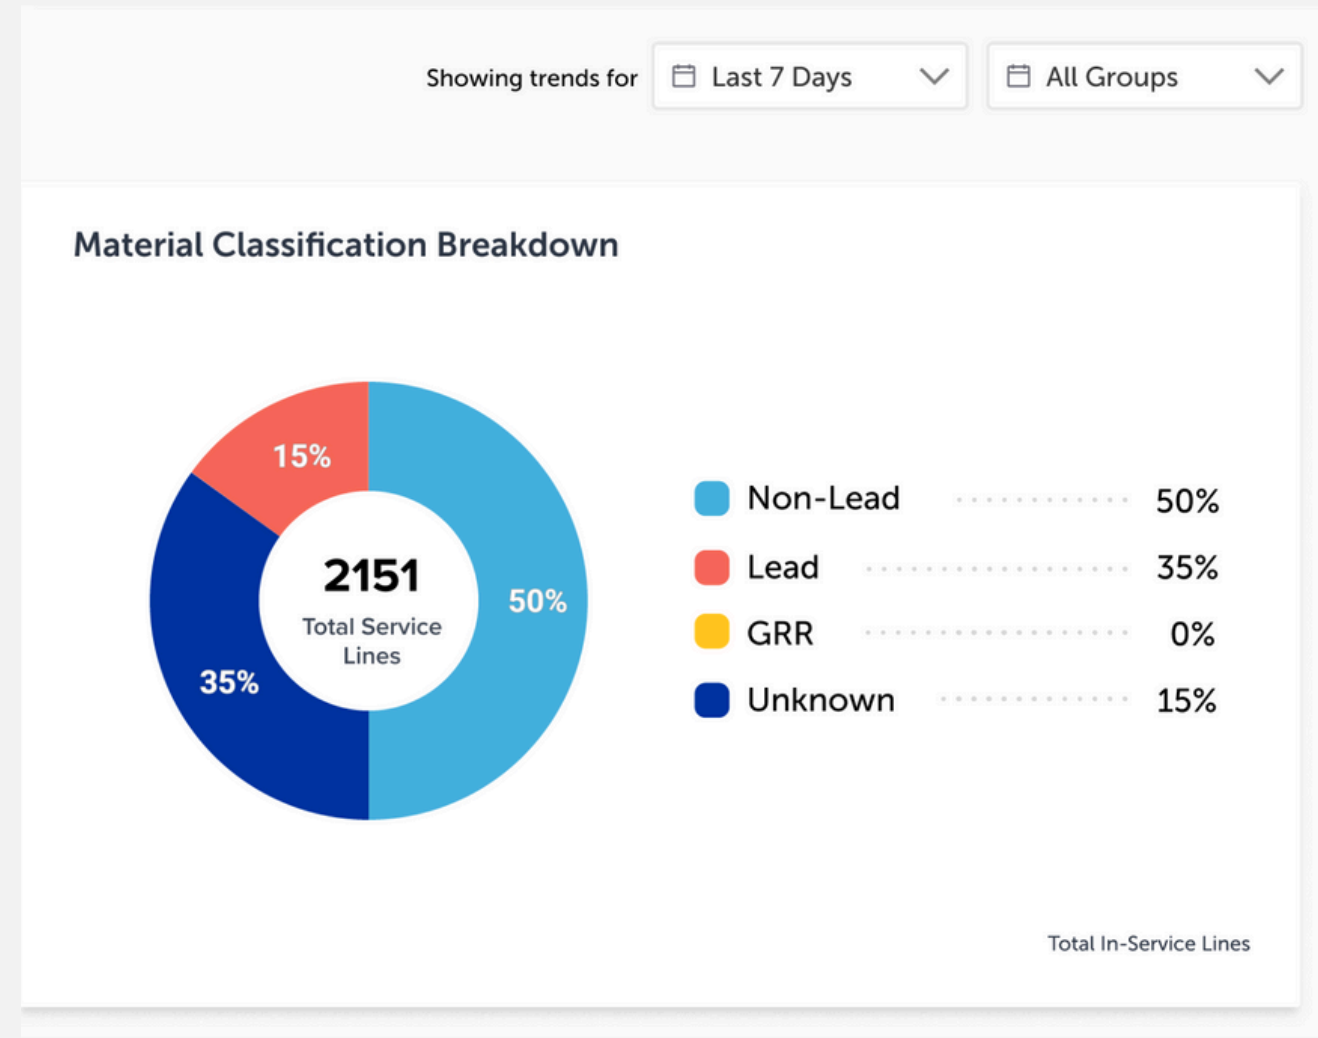 Showing trends for Last 7 Days All Groups
Material Classification Breakdown
15%
50%
35%
2151
Total Service
Lines
Non-Lead 50%
Lead 35%
GRR 0%
Unknown 15%
Total In-Service Lines